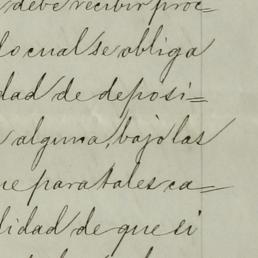 debe recibir proc=
lo cual se obliga
dad de deposi=
alguna, bajo las
ue para tales ca=
lidad de que si